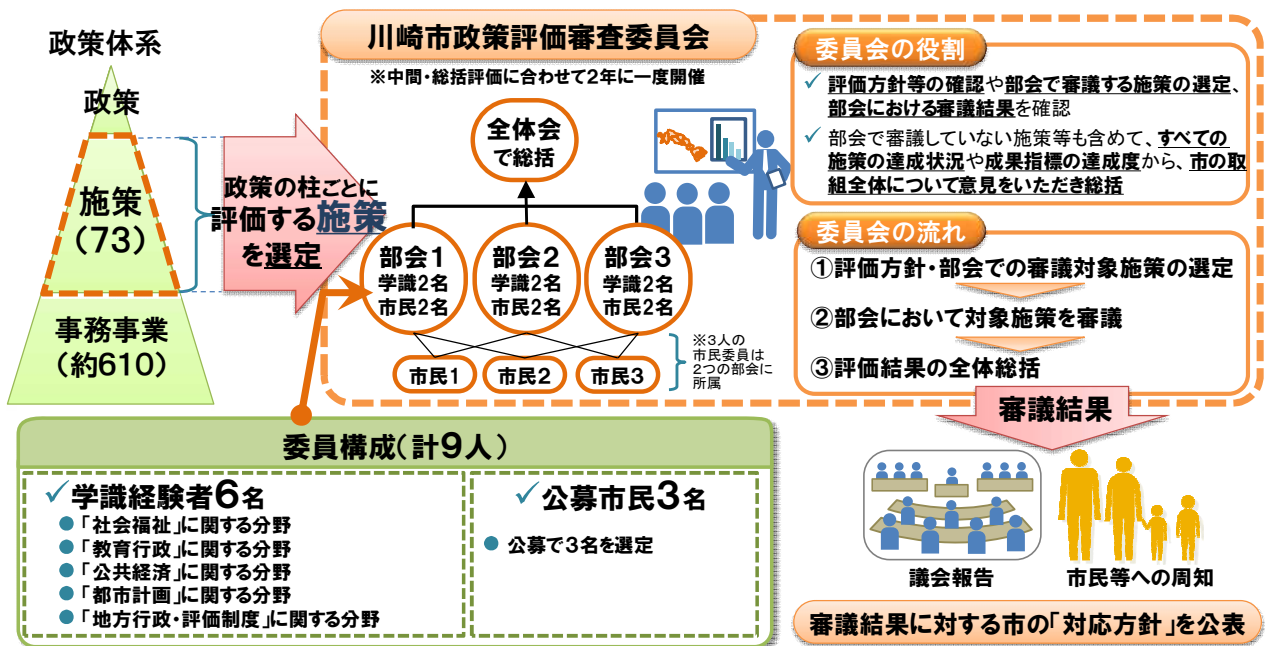 政策体系
政策
施策
(73)
事務事業
(約610)
政策の柱ごとに
評価する施策
を選定
川崎市政策評価審査委員会
※中間・総括評価に合わせて2年に一度開催
全体会
で総括
部会1
学識2名
市民2名
部会2
学識2名
市民2名
部会3
学識2名
市民2名
市民1
市民2
市民3
※3人の
市民委員は
2つの部会に
所属
委員会の役割
✓ 評価方針等の確認や部会で審議する施策の選定、
部会における審議結果を確認
✓ 部会で審議していない施策等も含めて、すべての
施策の達成状況や成果指標の達成度から、市の取
組全体について意見をいただき総括
委員会の流れ
①評価方針・部会での審議対象施策の選定
②部会において対象施策を審議
③評価結果の全体総括
審議結果
議会報告
市民等への周知
審議結果に対する市の「対応方針」を公表
委員構成(計9人)
✓学識経験者6名
●「社会福祉」に関する分野
●「教育行政」に関する分野
●「公共経済」に関する分野
●「都市計画」に関する分野
●「地方行政・評価制度」に関する分野
✓公募市民3名
● 公募で3名を選定